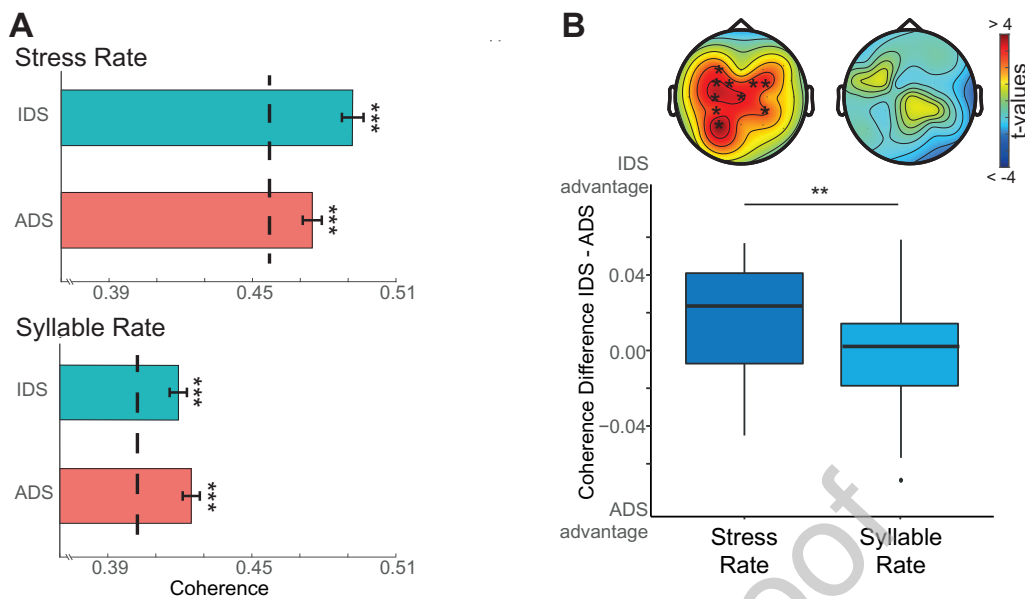 A
Stress Rate
IDS
***
ADS
***
0.39
0.45
0.51
Syllable Rate
IDS
***
ADS
***
0.39
0.45
0.51
Coherence
B
> 4
t-values
< -4
* * * * * * * * * * *
IDS
advantage
**
Coherence Difference IDS - ADS
0.04
0.00
−0.04
ADS
advantage
Stress
Rate
Syllable
Rate
oof